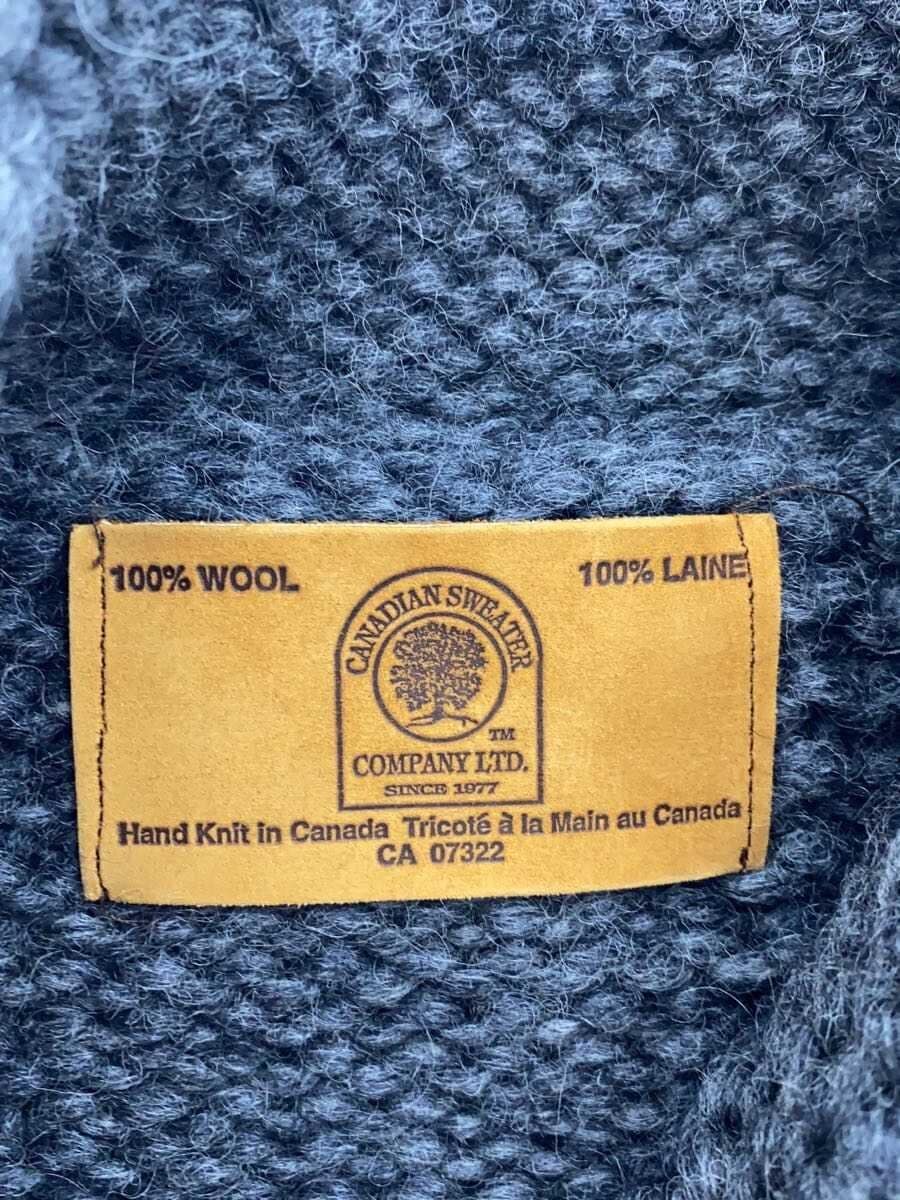 100% WOOL
100% LAINE
CANADIAN SWEATER
TM
COMPANY LTD.
SINCE 1977
Hand Knit in Canada Tricoté à la Main au Canada
CA 07322